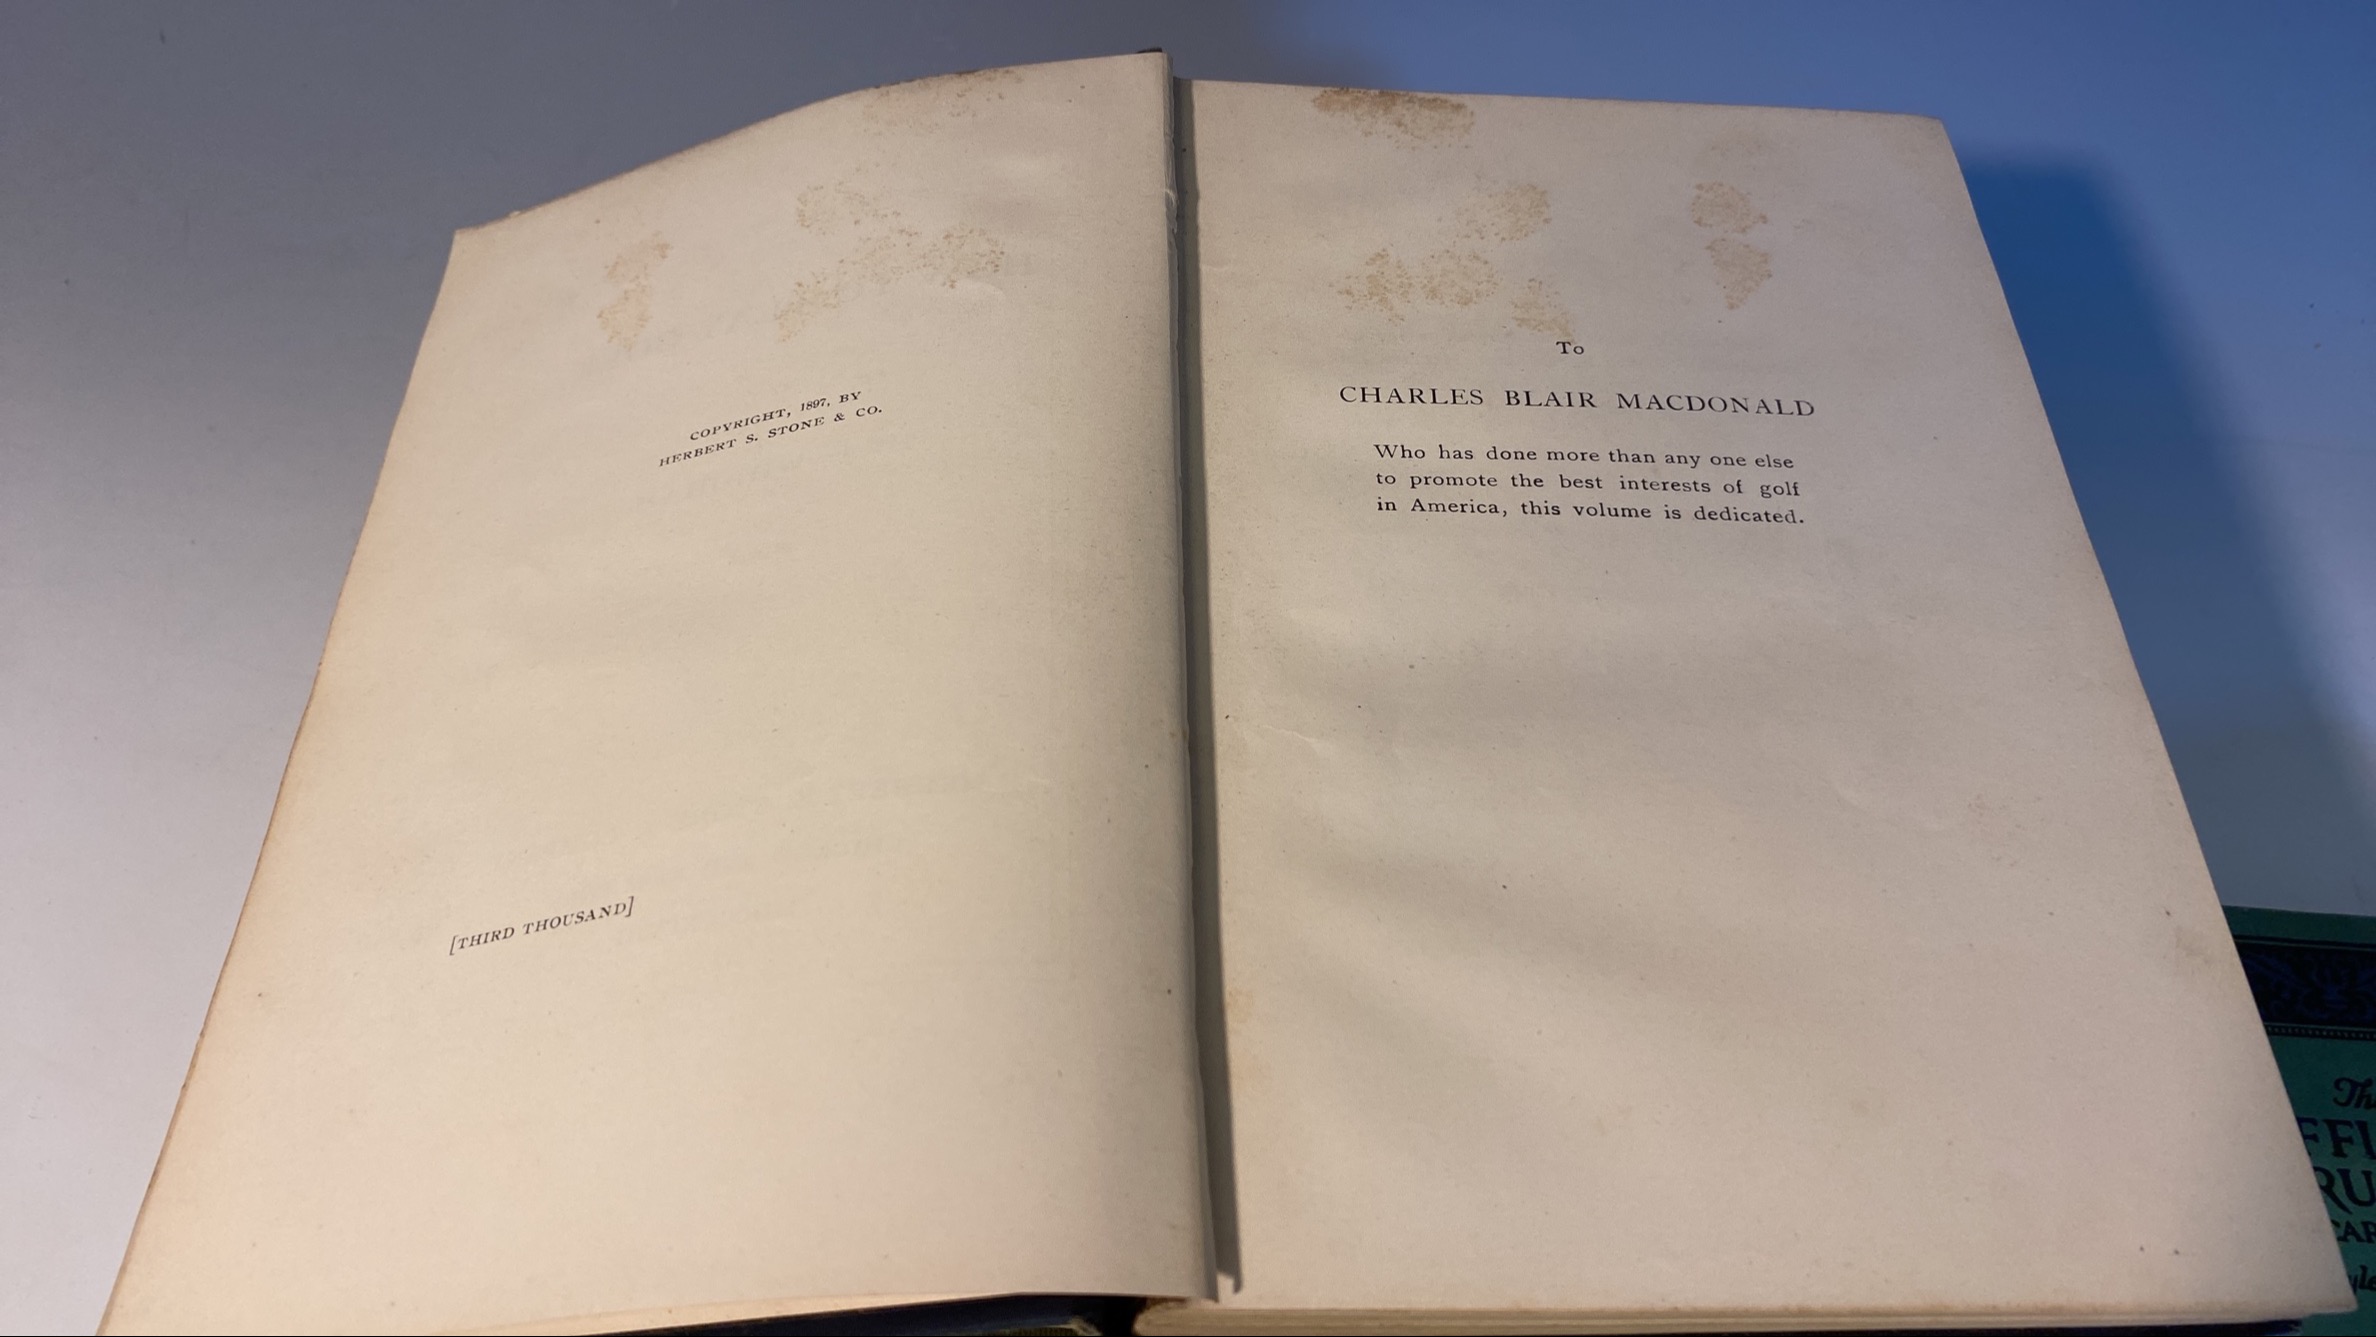 COPYRIGHT, 1897, BY
HERBERT S. STONE & CO.
[THIRD THOUSAND]
To
CHARLES BLAIR MACDONALD
Who has done more than any one else
to promote the best interests of golf
in America, this volume is dedicated.